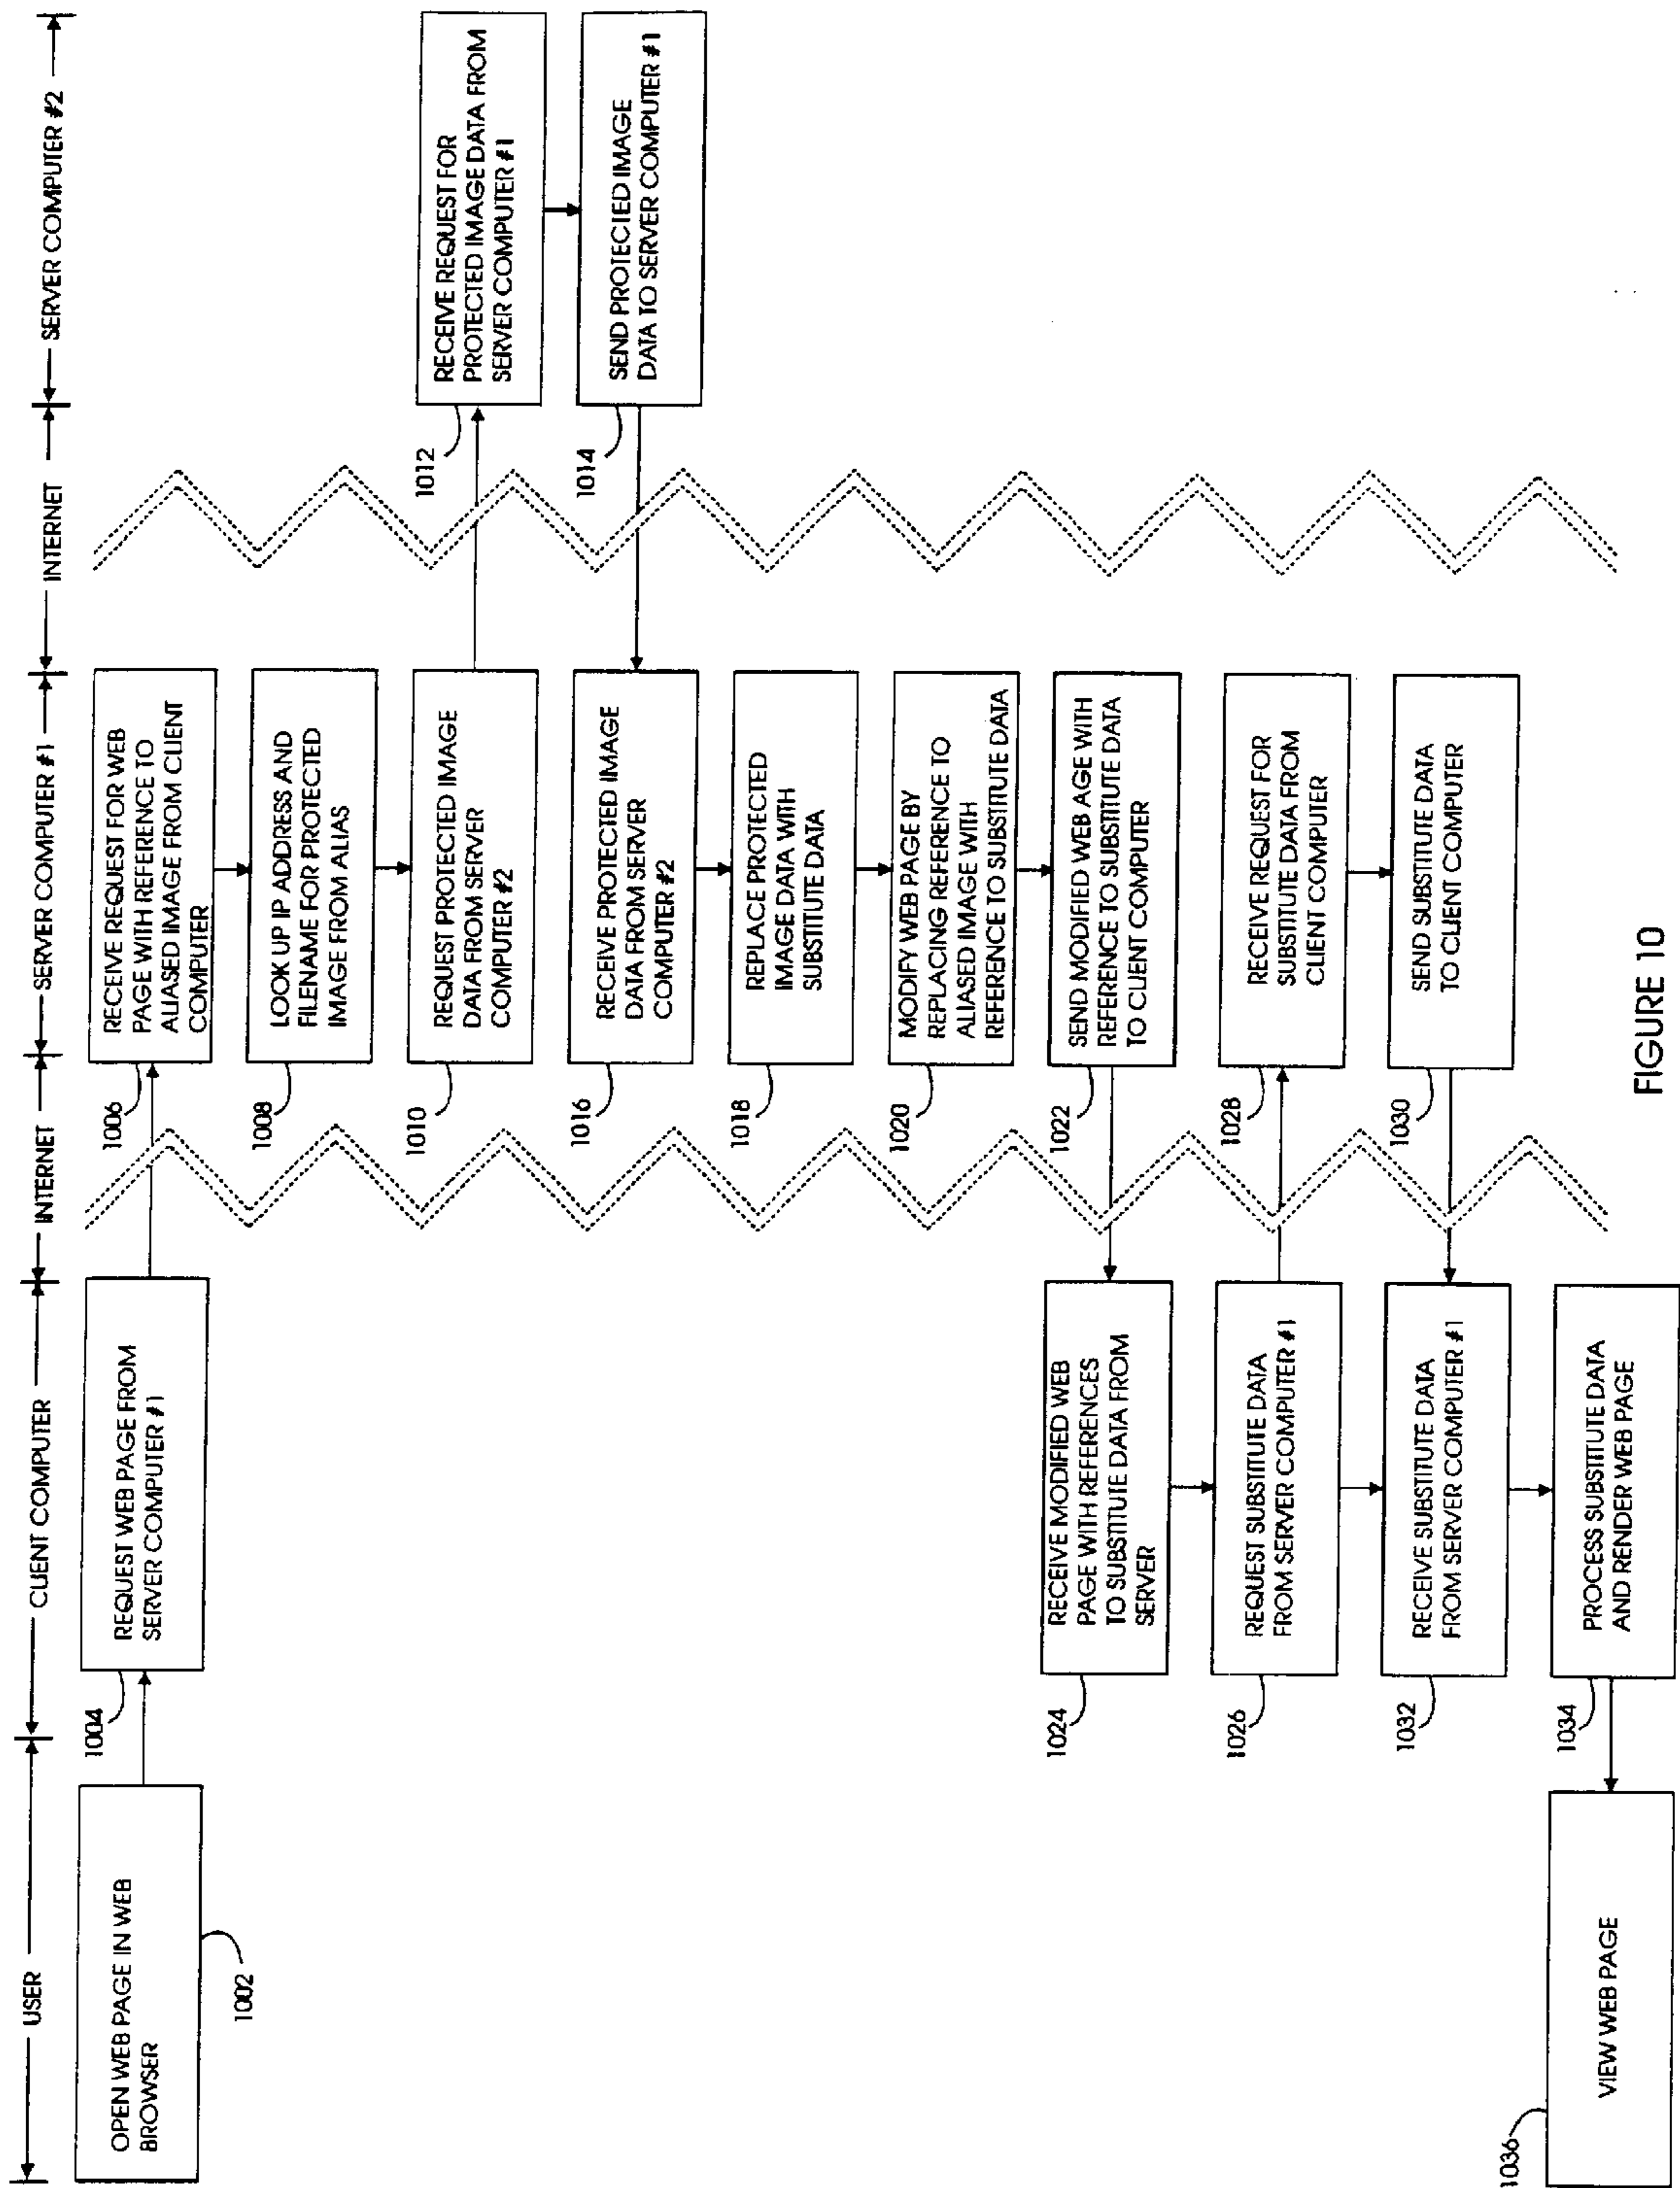 USER
CLIENT COMPUTER
INTERNET
SERVER COMPUTER #1
INTERNET
SERVER COMPUTER #2
OPEN WEB PAGE IN WEB
BROWSER
1002
REQUEST WEB PAGE FROM
SERVER COMPUTER #1
1004
RECEIVE REQUEST FOR WEB
PAGE WITH REFERENCE TO
ALIASED IMAGE FROM CLIENT
COMPUTER
1006
LOOK UP IP ADDRESS AND
FILENAME FOR PROTECTED
IMAGE FROM ALIAS
1008
REQUEST PROTECTED IMAGE
DATA FROM SERVER
COMPUTER #2
1010
RECEIVE REQUEST FOR
PROTECTED IMAGE DATA FROM
SERVER COMPUTER #1
1012
SEND PROTECTED IMAGE
DATA TO SERVER COMPUTER #1
1014
RECEIVE PROTECTED IMAGE
DATA FROM SERVER
COMPUTER #2
1016
REPLACE PROTECTED
IMAGE DATA WITH
SUBSTITUTE DATA
1018
MODIFY WEB PAGE BY
REPLACING REFERENCE TO
ALIASED IMAGE WITH
REFERENCE TO SUBSTITUTE DATA
1020
SEND MODIFIED WEB AGE WITH
REFERENCE TO SUBSTITUTE DATA
TO CLIENT COMPUTER
1022
RECEIVE MODIFIED WEB
PAGE WITH REFERENCES
TO SUBSTITUTE DATA FROM
SERVER
1024
REQUEST SUBSTITUTE DATA
FROM SERVER COMPUTER #1
1026
RECEIVE REQUEST FOR
SUBSTITUTE DATA FROM
CLIENT COMPUTER
1028
SEND SUBSTITUTE DATA
TO CLIENT COMPUTER
1030
RECEIVE SUBSTITUTE DATA
FROM SERVER COMPUTER #1
1032
PROCESS SUBSTITUTE DATA
AND RENDER WEB PAGE
1034
VIEW WEB PAGE
1036
FIGURE 10